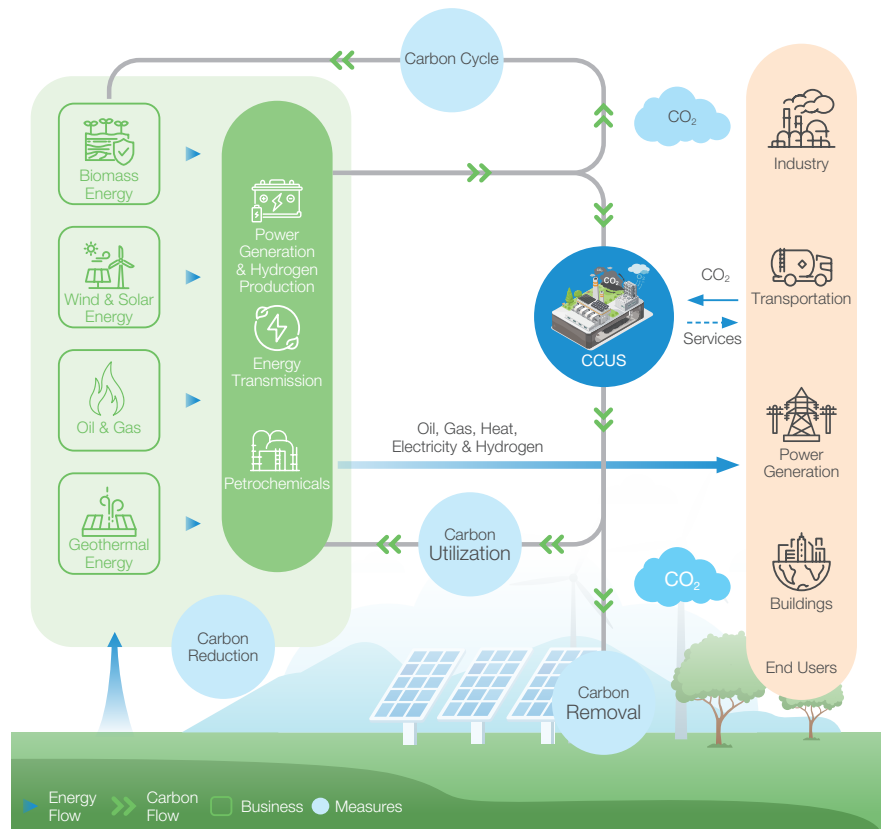 Carbon Cycle
CO₂
Biomass
Energy
Wind & Solar
Energy
Oil & Gas
Geothermal
Energy
Power
Generation
& Hydrogen
Production
Energy
Transmission
Petrochemicals
CO₂
CCUS
CO₂
Services
Oil, Gas, Heat,
Electricity & Hydrogen
Carbon
Utilization
Carbon
Reduction
CO₂
Carbon
Removal
Industry
Transportation
Power
Generation
Buildings
End Users
Energy
Flow
Carbon
Flow
Business
Measures